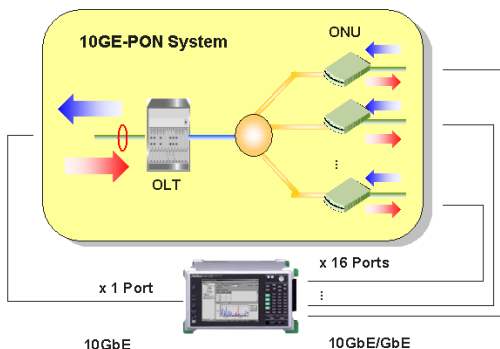 10GE-PON System
ONU
OLT
x 16 Ports
x 1 Port
10GbE
10GbE/GbE